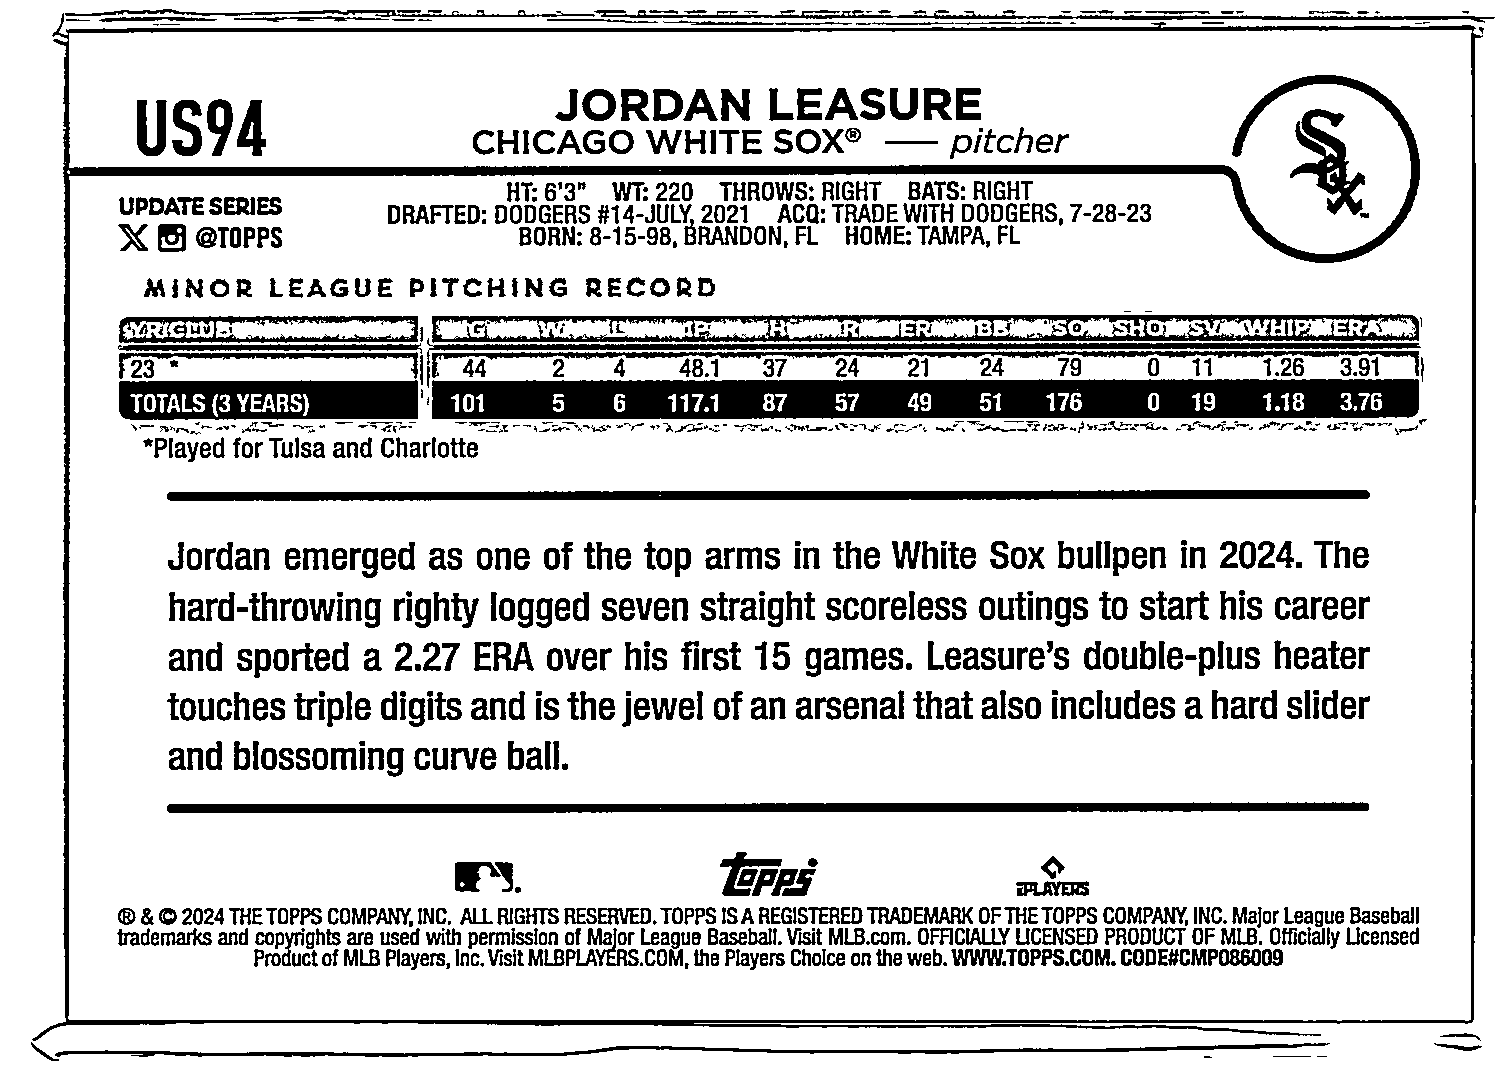 US94
JORDAN LEASURE
CHICAGO WHITE SOX® — pitcher
Sox
UPDATE SERIES
X @TOPPS
HT: 6'3" WT: 220 THROWS: RIGHT BATS: RIGHT
DRAFTED: DODGERS #14-JULY, 2021 ACQ: TRADE WITH DODGERS, 7-28-23
BORN: 8-15-98, BRANDON, FL HOME: TAMPA, FL
MINOR LEAGUE PITCHING RECORD
YR CLUB G W L IP H R ER BB SO SHO SV WHIP ERA
23 * 44 2 4 48.1 37 24 21 24 79 0 11 1.26 3.91
TOTALS (3 YEARS) 101 5 6 117.1 87 57 49 51 176 0 19 1.18 3.76
*Played for Tulsa and Charlotte
Jordan emerged as one of the top arms in the White Sox bullpen in 2024. The
hard-throwing righty logged seven straight scoreless outings to start his career
and sported a 2.27 ERA over his first 15 games. Leasure's double-plus heater
touches triple digits and is the jewel of an arsenal that also includes a hard slider
and blossoming curve ball.
topps
PLAYERS
® & © 2024 THE TOPPS COMPANY, INC. ALL RIGHTS RESERVED. TOPPS IS A REGISTERED TRADEMARK OF THE TOPPS COMPANY, INC. Major League Baseball
trademarks and copyrights are used with permission of Major League Baseball. Visit MLB.com. OFFICIALLY LICENSED PRODUCT OF MLB. Officially Licensed
Product of MLB Players, Inc. Visit MLBPLAYERS.COM, the Players Choice on the web. WWW.TOPPS.COM. CODE#CMP086009